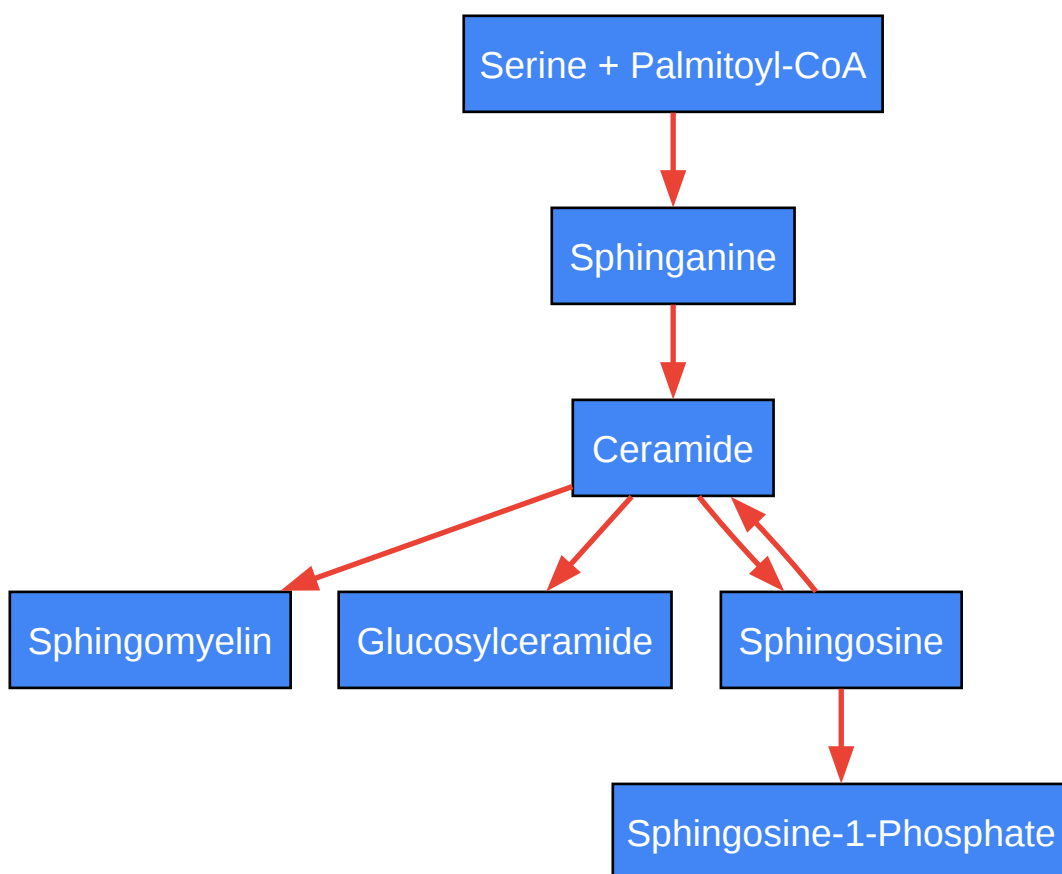 Serine + Palmitoyl-CoA
Sphinganine
Ceramide
Sphingomyelin
Glucosylceramide
Sphingosine
Sphingosine-1-Phosphate